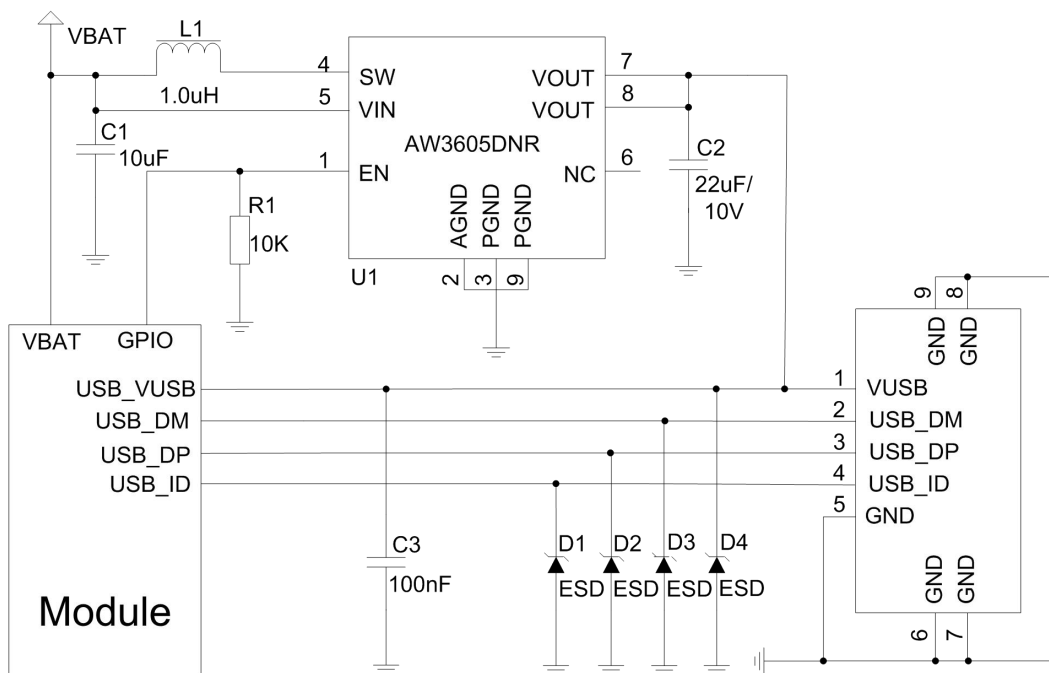 VBAT
L1
1.0uH
C1
10uF
4
5
1
SW
VIN
EN
AW3605DNR
VOUT
VOUT
NC
7
8
6
AGND
PGND
PGND
2
3
9
U1
R1
10K
C2
22uF/
10V
VBAT
GPIO
USB_VUSB
USB_DM
USB_DP
USB_ID
Module
C3
100nF
D1
ESD
D2
ESD
D3
ESD
D4
ESD
9
8
GND
GND
1
VUSB
2
USB_DM
3
USB_DP
4
USB_ID
5
GND
GND
GND
6
7